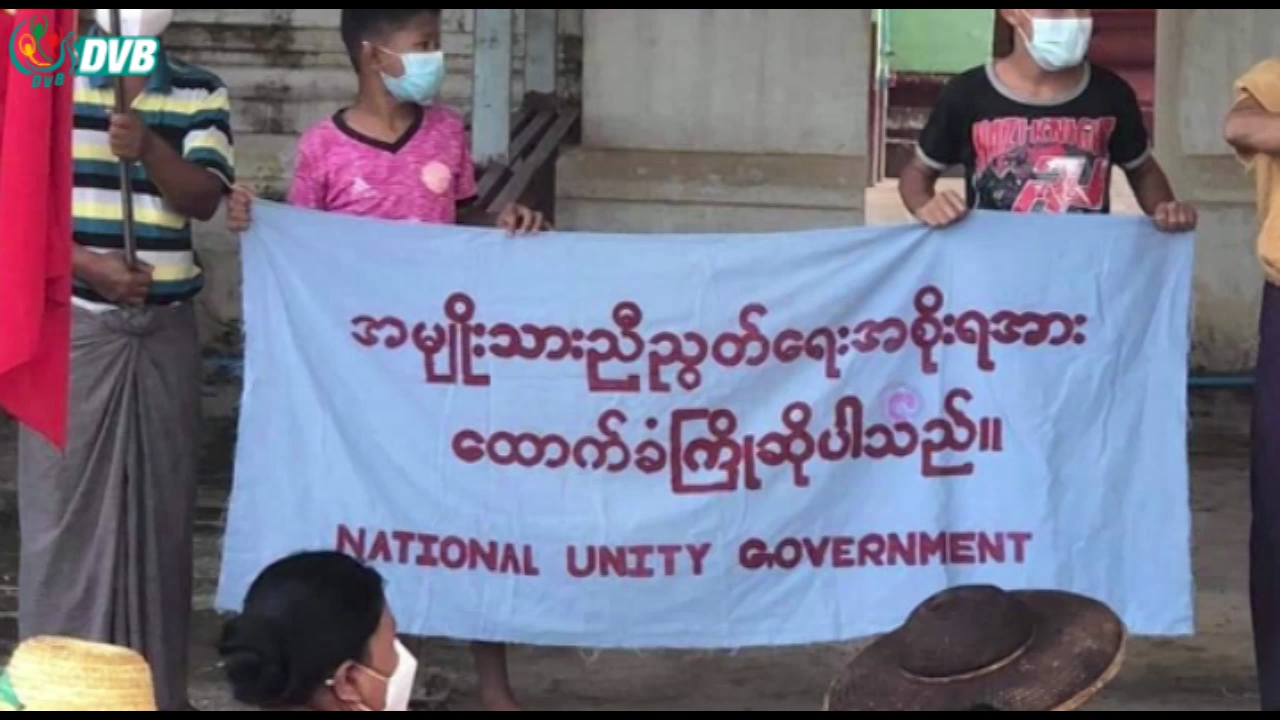 DVB
DVB
အမျိုးသားညီညွတ်ရေးအစိုးရအား
ထောက်ခံကြိုဆိုပါသည်။
NATIONAL UNITY GOVERNMENT